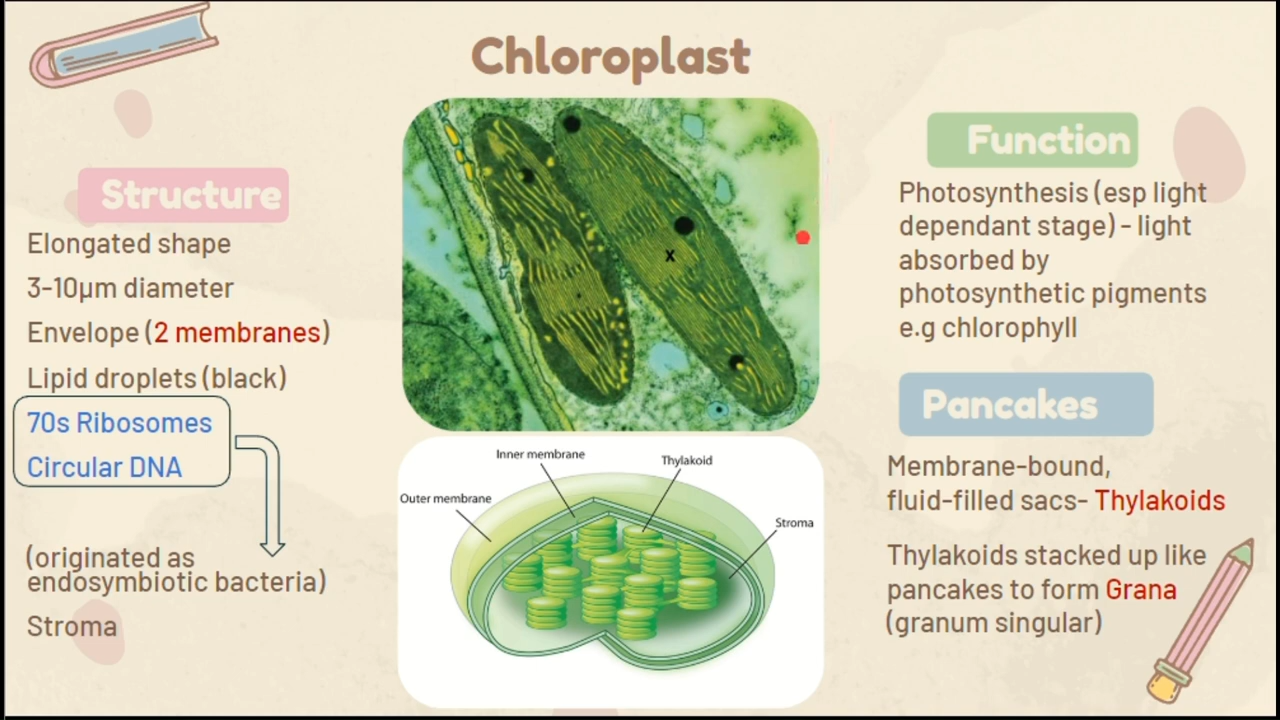 Chloroplast
Structure
Elongated shape
3-10µm diameter
Envelope (2 membranes)
Lipid droplets (black)
70s Ribosomes
Circular DNA
(originated as
endosymbiotic bacteria)
Stroma
x
Inner membrane
Thylakoid
Outer membrane
Stroma
Function
Photosynthesis (esp light
dependant stage) - light
absorbed by
photosynthetic pigments
e.g chlorophyll
Pancakes
Membrane-bound,
fluid-filled sacs- Thylakoids
Thylakoids stacked up like
pancakes to form Grana
(granum singular)